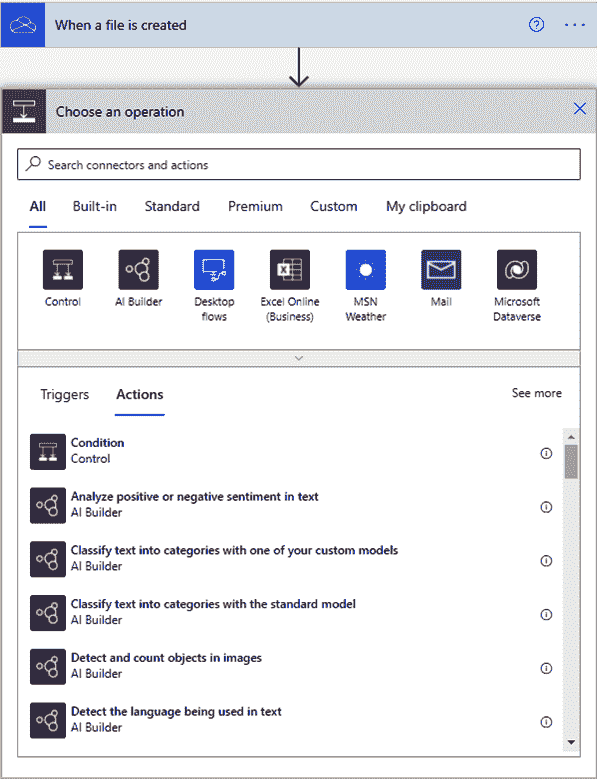 When a file is created
Choose an operation
Search connectors and actions
All Built-in Standard Premium Custom My clipboard
Control AI Builder Desktop flows Excel Online (Business) MSN Weather Mail Microsoft Dataverse
Triggers Actions See more
Condition
Control
Analyze positive or negative sentiment in text
AI Builder
Classify text into categories with one of your custom models
AI Builder
Classify text into categories with the standard model
AI Builder
Detect and count objects in images
AI Builder
Detect the language being used in text
AI Builder